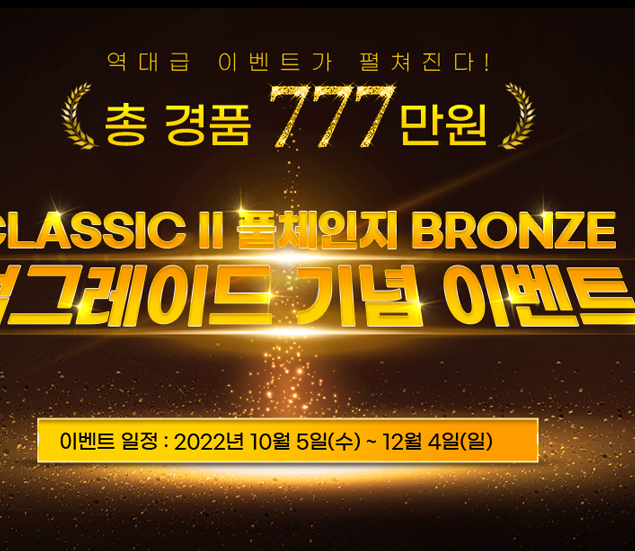 역대급 이벤트가 펼쳐진다!
총 경품 777만원
CLASSIC II 풀체인지 BRONZE
업그레이드 기념 이벤트
이벤트 일정 : 2022년 10월 5일(수) ~ 12월 4일(일)